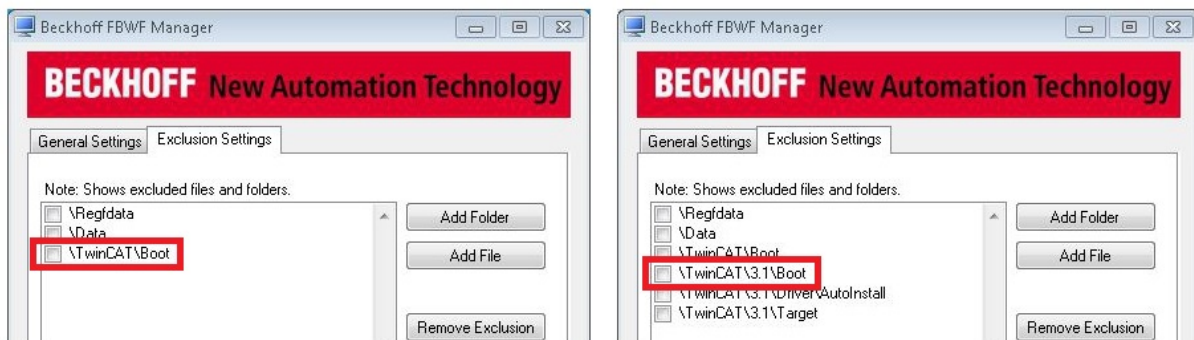 Beckhoff FBWF Manager
BECKHOFF New Automation Technology
General Settings Exclusion Settings
Note: Shows excluded files and folders.
\Regfdata
\Data
\TwinCAT\Boot
Add Folder
Add File
Remove Exclusion
Beckhoff FBWF Manager
BECKHOFF New Automation Technology
General Settings Exclusion Settings
Note: Shows excluded files and folders.
\Regfdata
\Data
\TwinCAT\Boot
\TwinCAT\3.1\Boot
\TwinCAT\3.1\Driver\AutoInstall
\TwinCAT\3.1\Target
Add Folder
Add File
Remove Exclusion